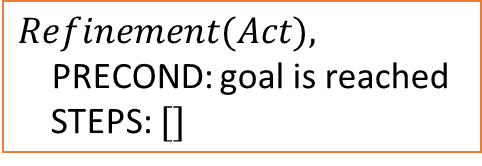 Refinement(Act),
PRECOND: goal is reached
STEPS: []